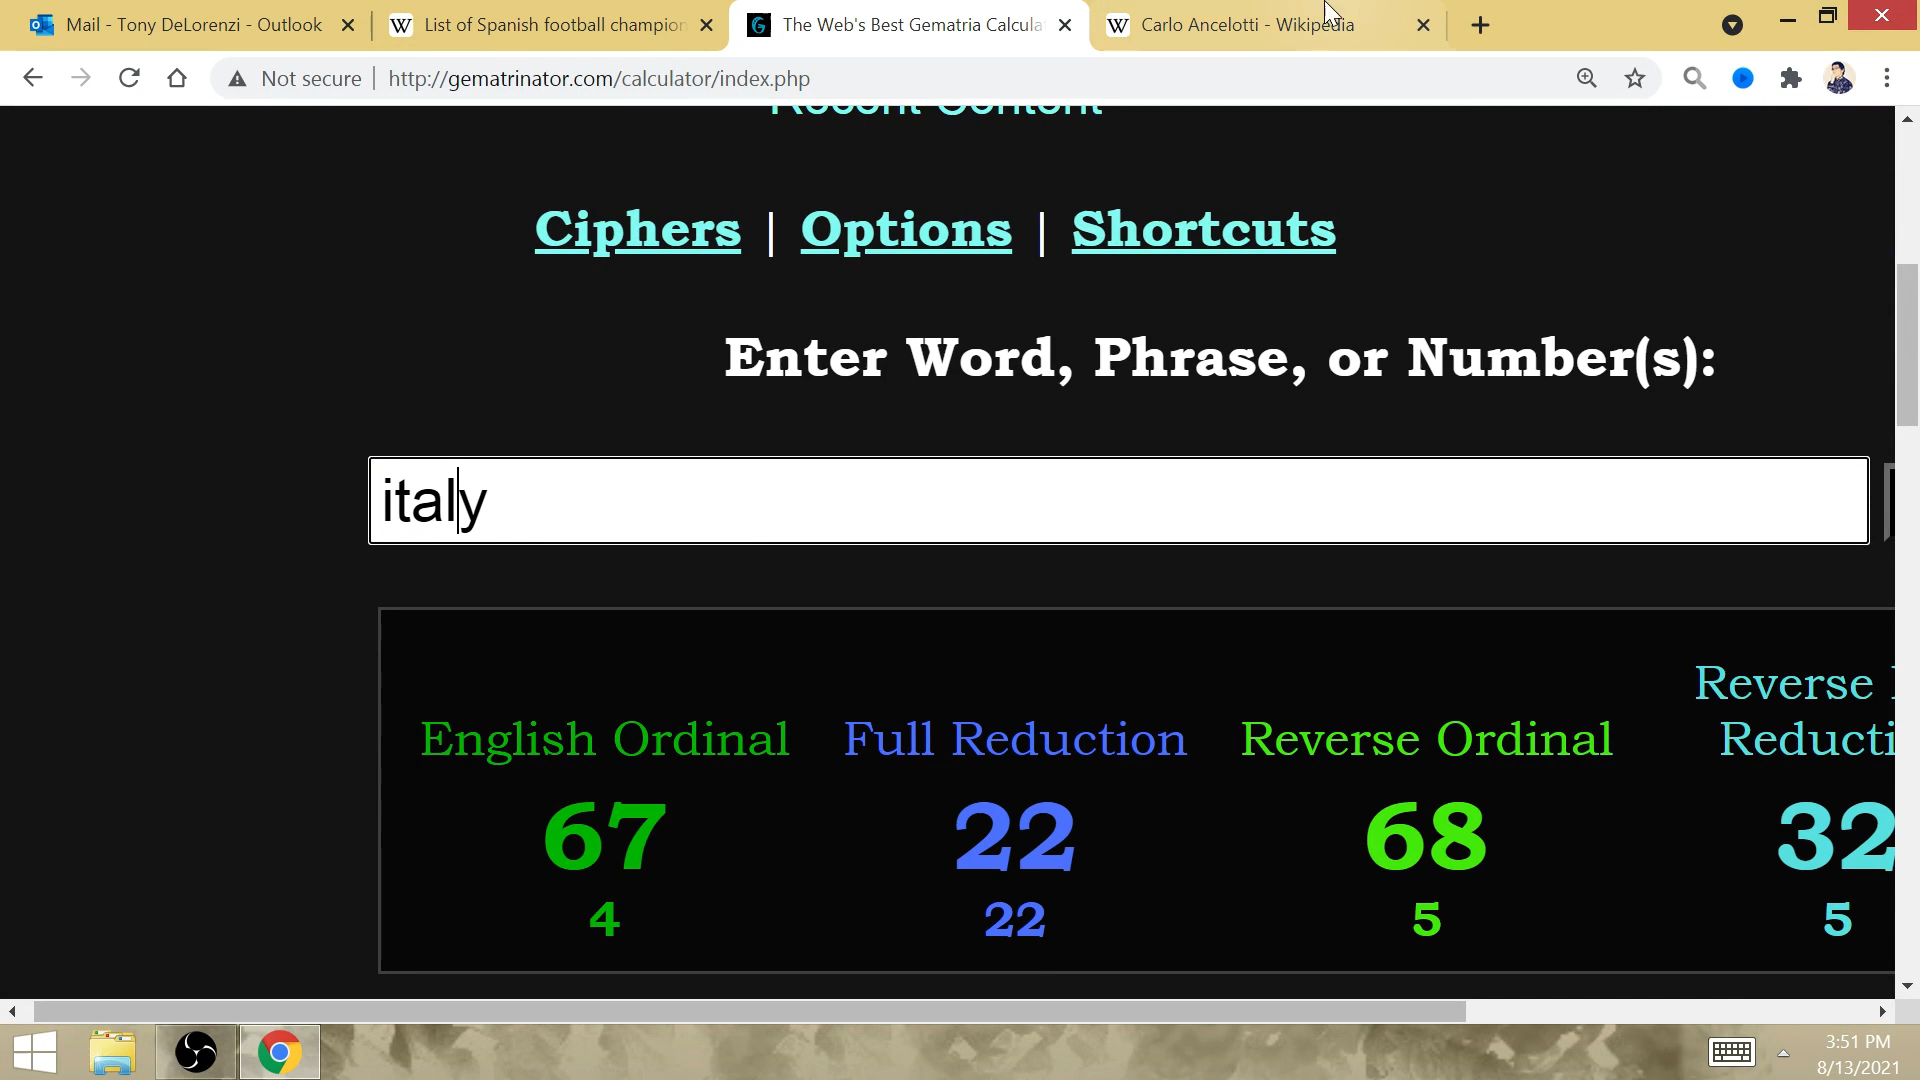 Mail - Tony DeLorenzi - Outlook
List of Spanish football champion
The Web's Best Gematria Calcula
Carlo Ancelotti - Wikipedia
Not secure
http://gematrinator.com/calculator/index.php
Recent Content
Ciphers | Options | Shortcuts
Enter Word, Phrase, or Number(s):
italy
English Ordinal
Full Reduction
Reverse Ordinal
Reverse
Reducti
67
22
68
32
4
22
5
5
3:51 PM
8/13/2021